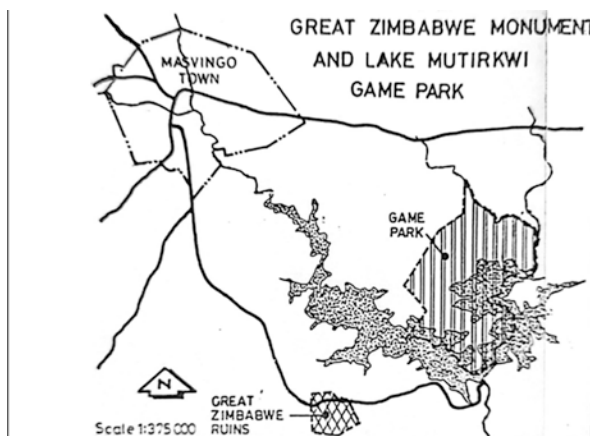 GREAT ZIMBABWE MONUMENT
AND LAKE MUTIRKWI
GAME PARK
MASVINGO
TOWN
GAME
PARK
N
GREAT
ZIMBABWE
RUINS
Scale 1:375 000